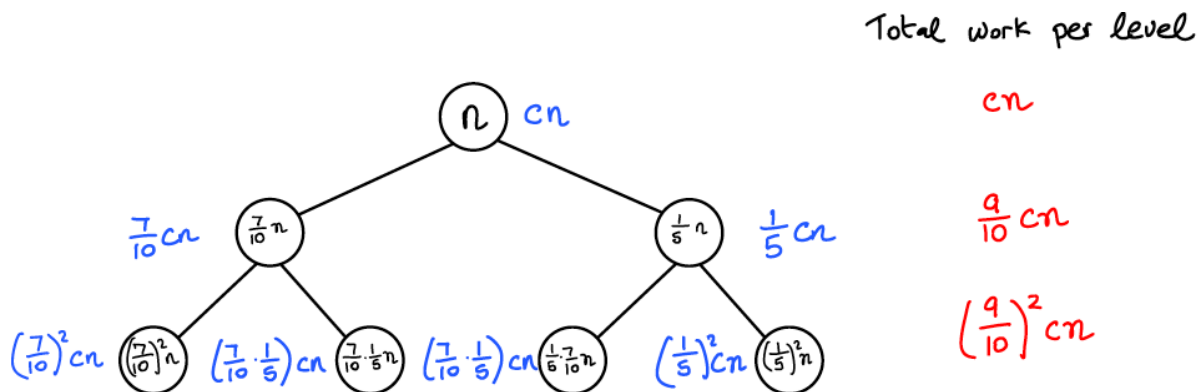 Total work per level
n cn cn
7/10 cn 7/10 n 1/5 n 1/5 cn 9/10 cn
(7/10)² cn (7/10)² n (7/10 · 1/5) cn 7/10 · 1/5 n (7/10 · 1/5) cn 1/5 · 7/10 n (1/5)² cn (1/5)² n (9/10)² cn